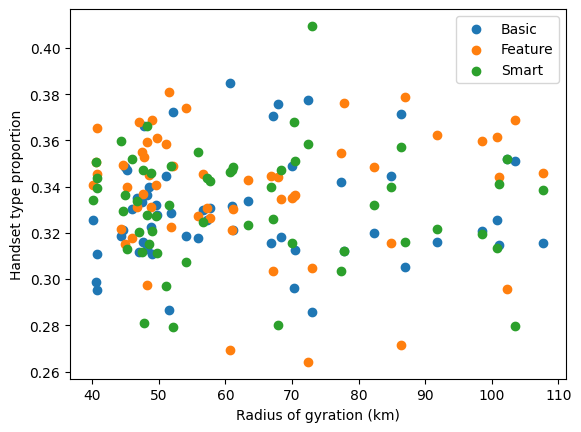 Basic
Feature
Smart
Handset type proportion
0.40
0.38
0.36
0.34
0.32
0.30
0.28
0.26
40 50 60 70 80 90 100 110
Radius of gyration (km)